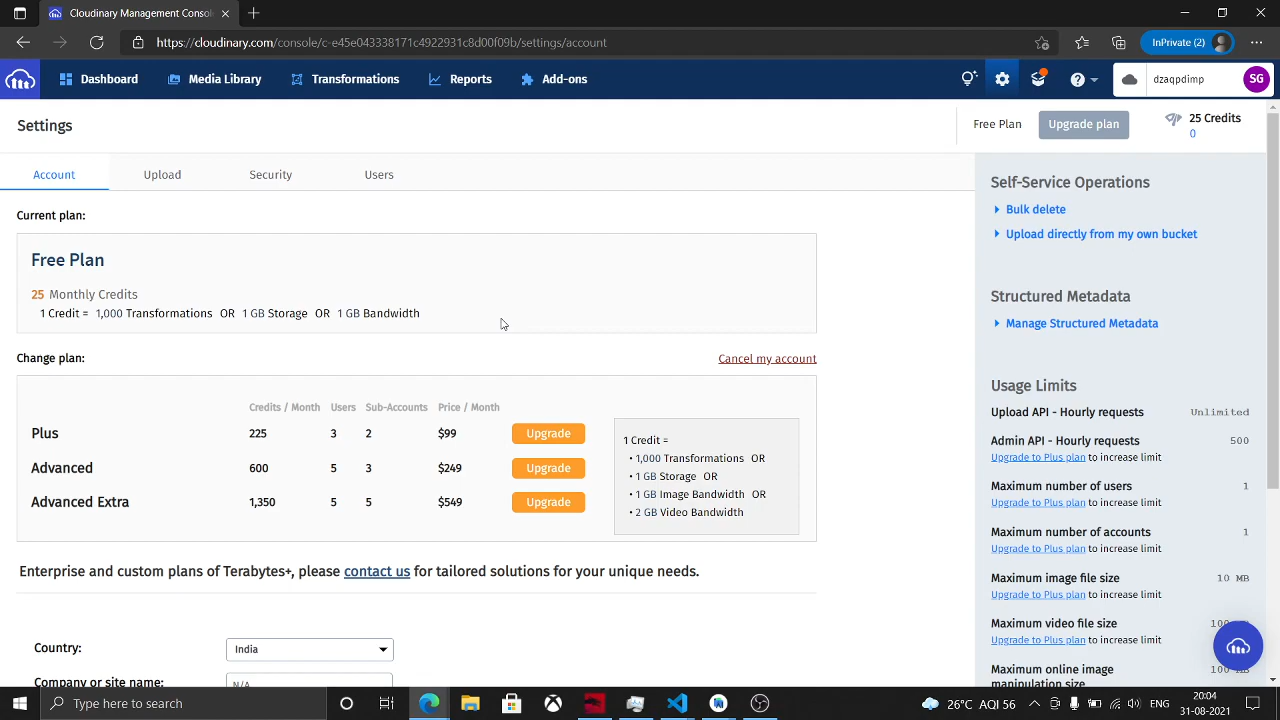 Cloudinary Management Consol
https://cloudinary.com/console/c-e45e043338171c4922931c8d00f09b/settings/account
InPrivate (2)
Dashboard
Media Library
Transformations
Reports
Add-ons
dzaqpdimp
SG
Settings
Free Plan
Upgrade plan
25 Credits
0
Account
Upload
Security
Users
Current plan:
Free Plan
25 Monthly Credits
1 Credit = 1,000 Transformations OR 1 GB Storage OR 1 GB Bandwidth
Change plan:
Cancel my account
Credits / Month Users Sub-Accounts Price / Month
Plus 225 3 2 $99 Upgrade
Advanced 600 5 3 $249 Upgrade
Advanced Extra 1,350 5 5 $549 Upgrade
1 Credit =
• 1,000 Transformations OR
• 1 GB Storage OR
• 1 GB Image Bandwidth OR
• 2 GB Video Bandwidth
Enterprise and custom plans of Terabytes+, please contact us for tailored solutions for your unique needs.
Country: India
Company or site name: N/A
Self-Service Operations
Bulk delete
Upload directly from my own bucket
Structured Metadata
Manage Structured Metadata
Usage Limits
Upload API - Hourly requests Unlimited
Admin API - Hourly requests 500
Upgrade to Plus plan to increase limit
Maximum number of users 1
Upgrade to Plus plan to increase limit
Maximum number of accounts 1
Upgrade to Plus plan to increase limit
Maximum image file size 10 MB
Upgrade to Plus plan to increase limit
Maximum video file size
Upgrade to Plus plan to increase limit
Maximum online image
manipulation size
Type here to search
26°C AQI 56
ENG
20:04
31-08-2021